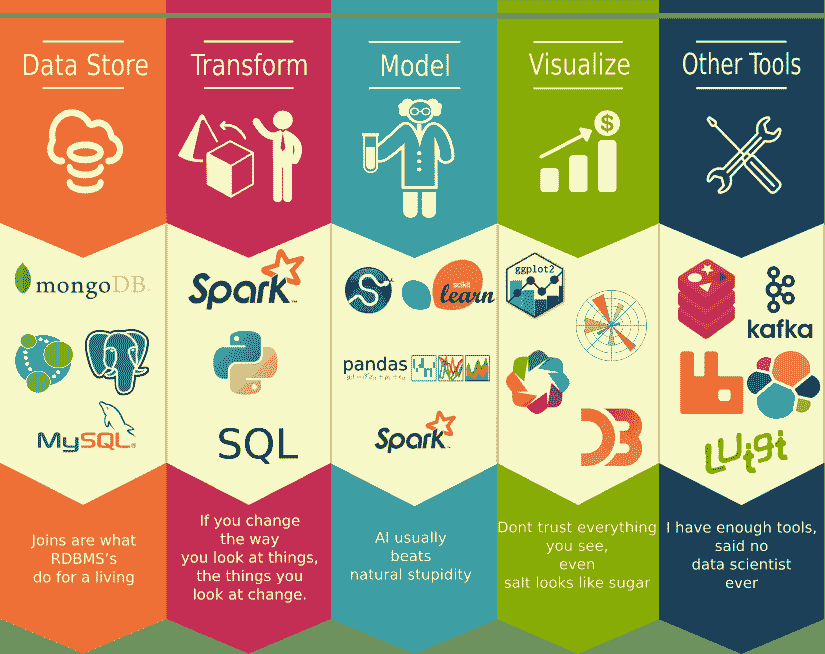 Data Store
Transform
Model
Visualize
Other Tools
$
mongoDB
Spark
scikit
learn
ggplot2
kafka
pandas
MySQL
SQL
Spark
D3
Luigi
Joins are what
RDBMS's
do for a living
If you change
the way
you look at things,
the things you
look at change.
AI usually
beats
natural stupidity
Dont trust everything
you see,
even
salt looks like sugar
I have enough tools,
said no
data scientist
ever